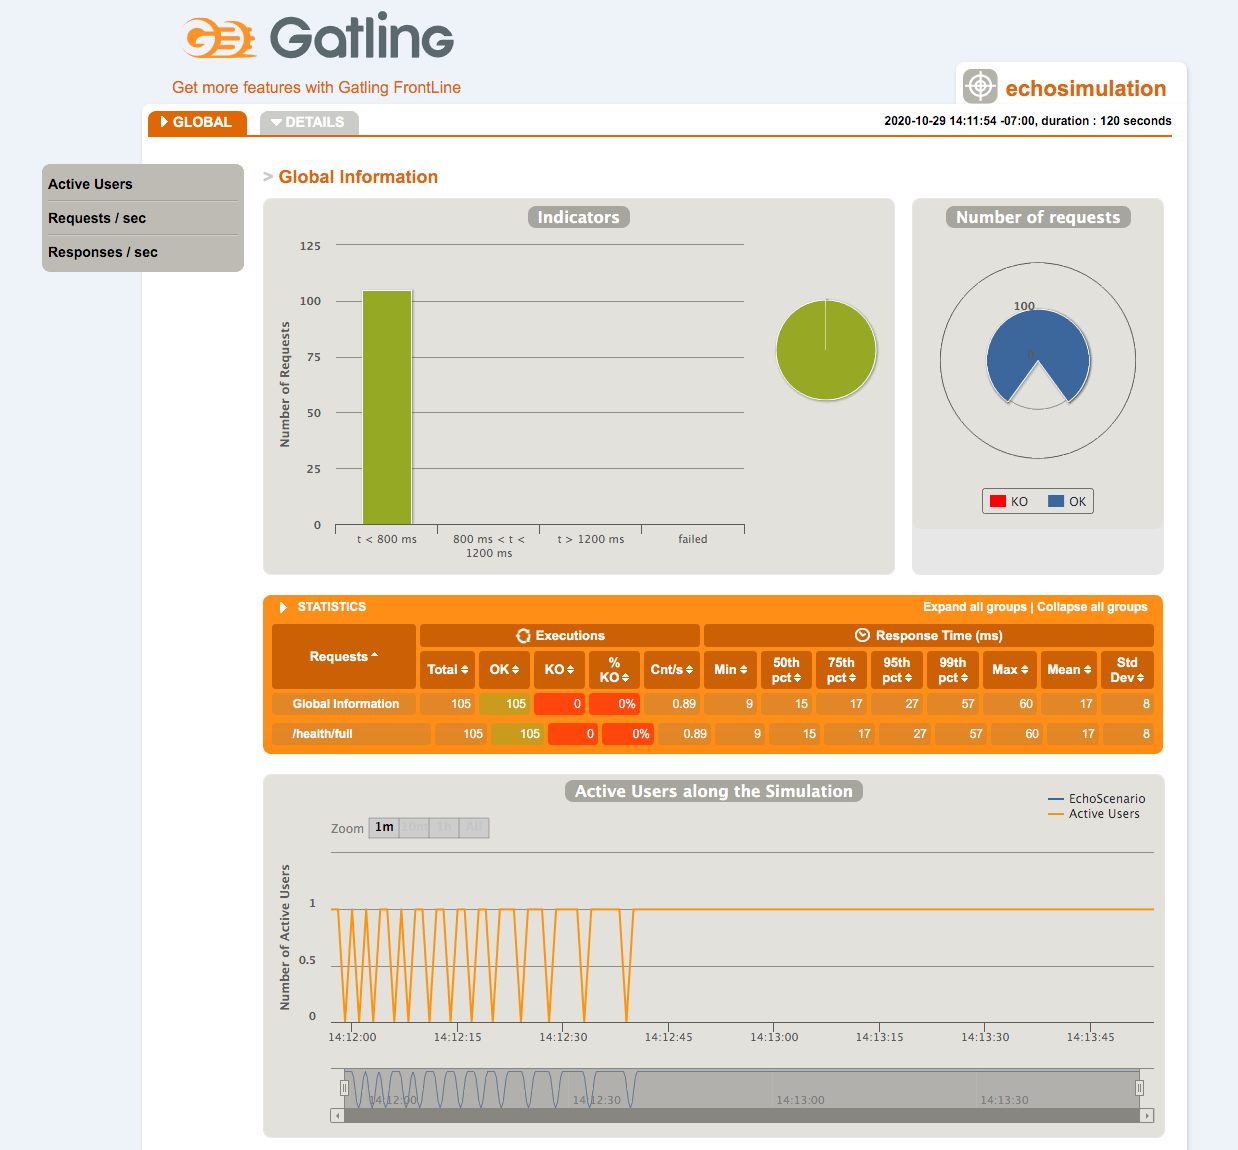 Gatling
Get more features with Gatling FrontLine
echosimulation
GLOBAL
DETAILS
2020-10-29 14:11:54 -07:00, duration : 120 seconds
Active Users
Requests / sec
Responses / sec
> Global Information
Indicators
Number of Requests
125
100
75
50
25
0
t < 800 ms
800 ms < t <
1200 ms
t > 1200 ms
failed
Number of requests
100
0
KO OK
STATISTICS
Expand all groups | Collapse all groups
Requests
Executions
Response Time (ms)
Total OK KO % KO Cnt/s Min 50th pct 75th pct 95th pct 99th pct Max Mean Std Dev
Global Information 105 105 0 0% 0.89 9 15 17 27 57 60 17 8
/health/full 105 105 0 0% 0.89 9 15 17 27 57 60 17 8
Active Users along the Simulation
EchoScenario
Active Users
Zoom 1m 10m 1h All
Number of Active Users
1
0.5
0
14:12:00 14:12:15 14:12:30 14:12:45 14:13:00 14:13:15 14:13:30 14:13:45
14:12:00 14:12:30 14:13:00 14:13:30